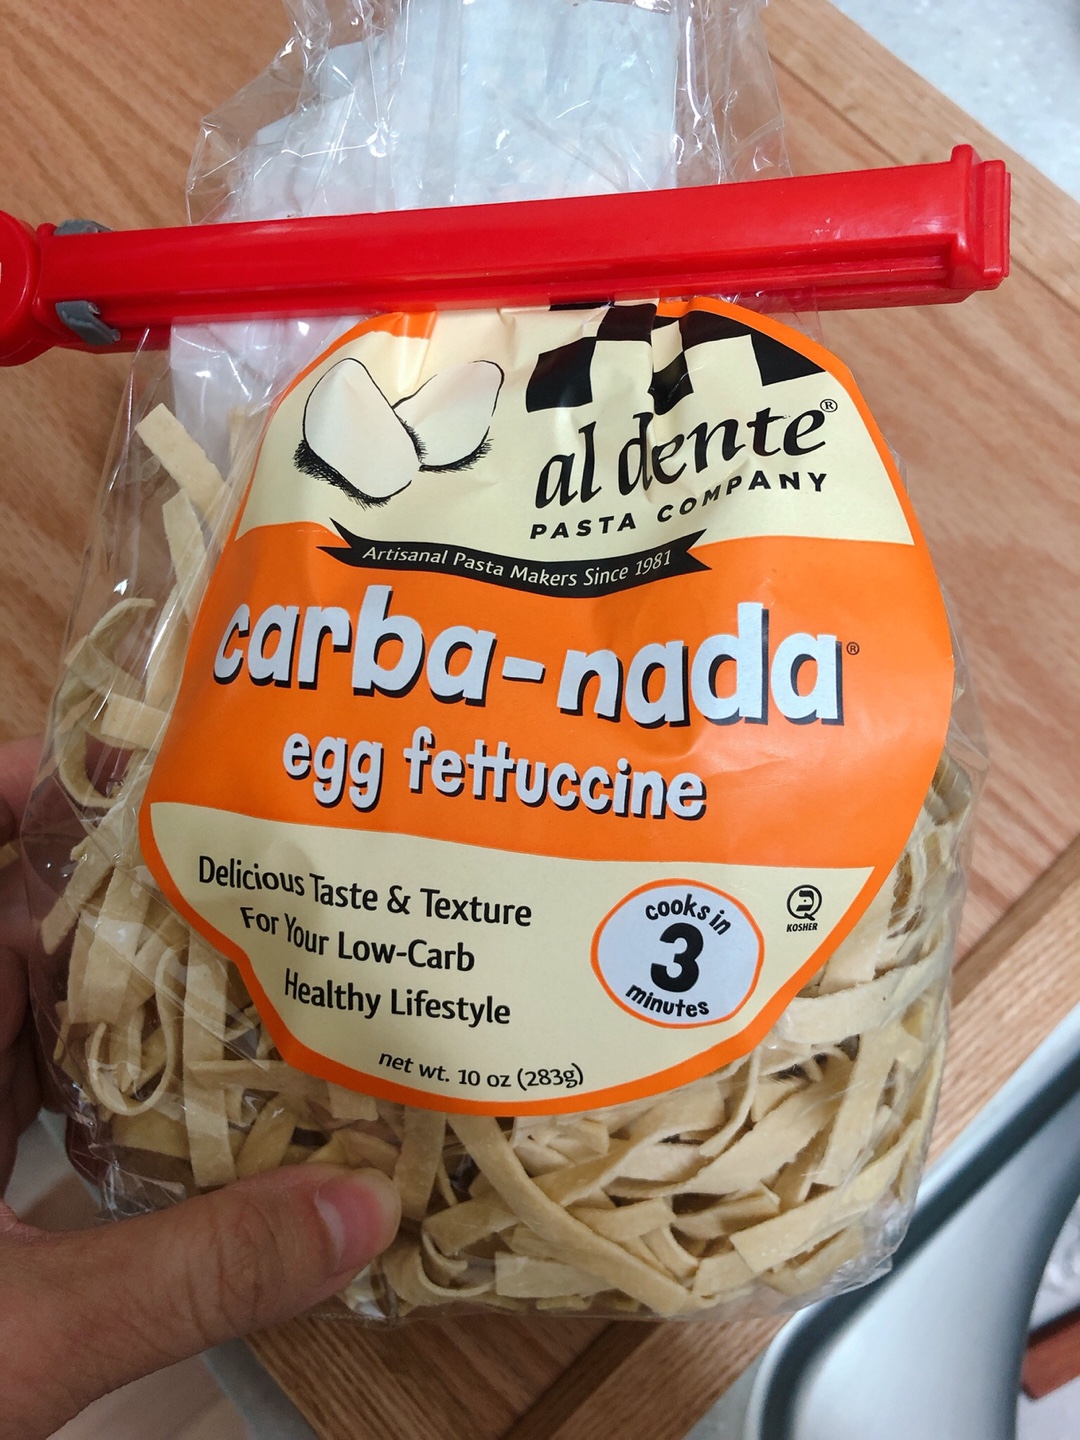 al dente®
PASTA COMPANY
Artisanal Pasta Makers Since 1981
carba-nada®
egg fettuccine
Delicious Taste & Texture
For Your Low-Carb
Healthy Lifestyle
cooks in
3
minutes
KOSHER
net wt. 10 oz (283g)